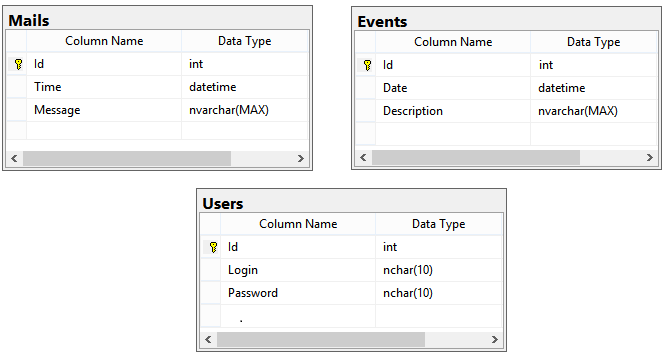 Mails
Column Name Data Type
Id int
Time datetime
Message nvarchar(MAX)
Events
Column Name Data Type
Id int
Date datetime
Description nvarchar(MAX)
Users
Column Name Data Type
Id int
Login nchar(10)
Password nchar(10)
.